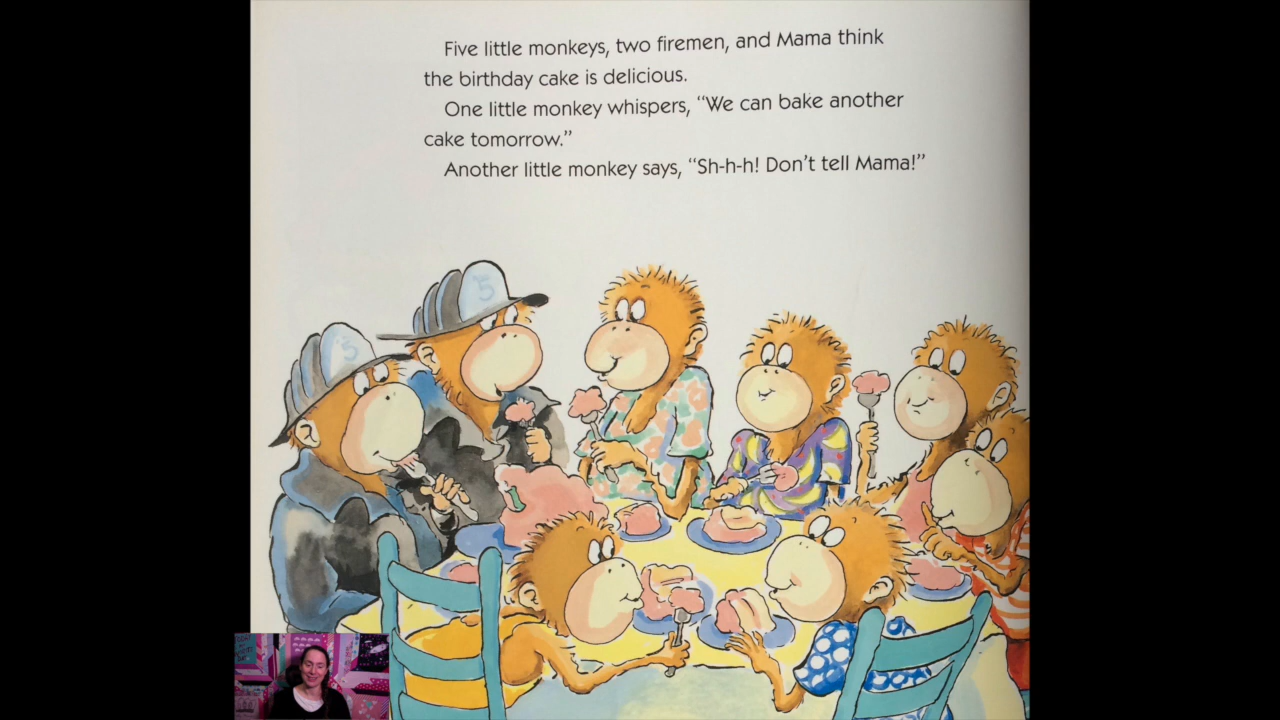 Five little monkeys, two firemen, and Mama think
the birthday cake is delicious.
One little monkey whispers, “We can bake another
cake tomorrow.”
Another little monkey says, “Sh-h-h! Don’t tell Mama!”
5
5